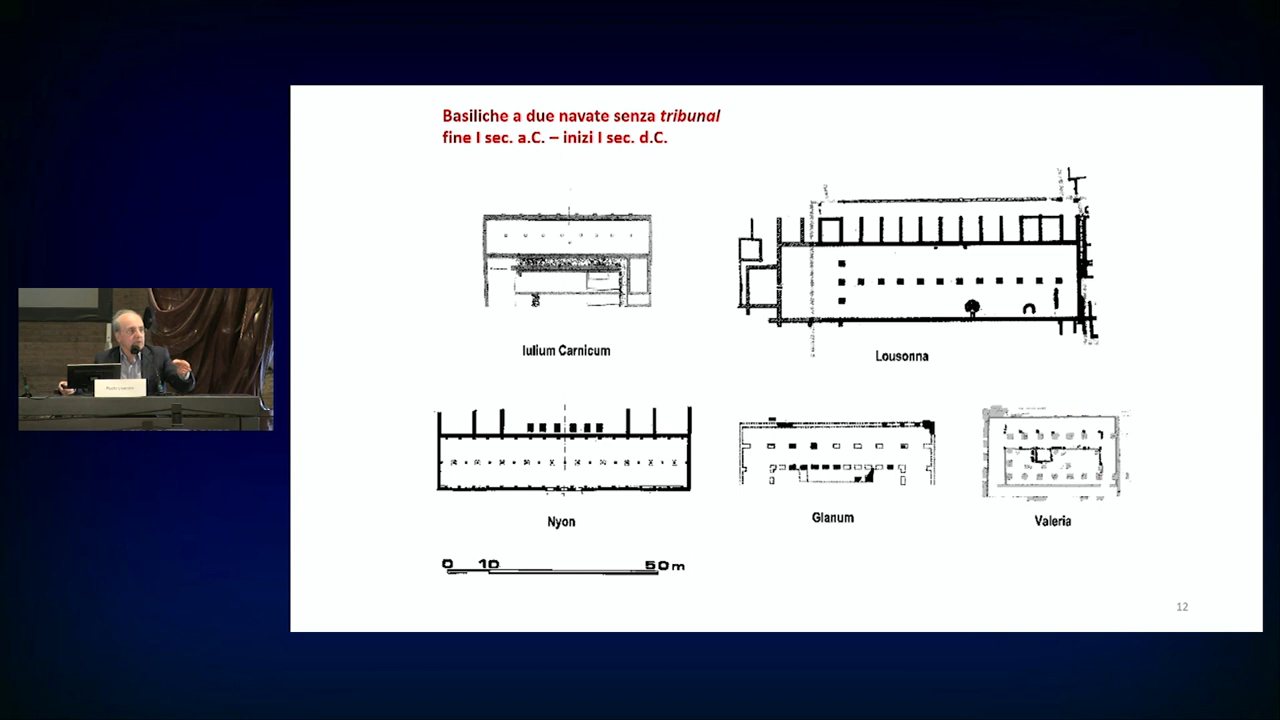 Basiliche a due navate senza tribunal
fine I sec. a.C. – inizi I sec. d.C.
Iulium Carnicum
Lousonna
Nyon
Glanum
Valeria
0 10 50 m
12